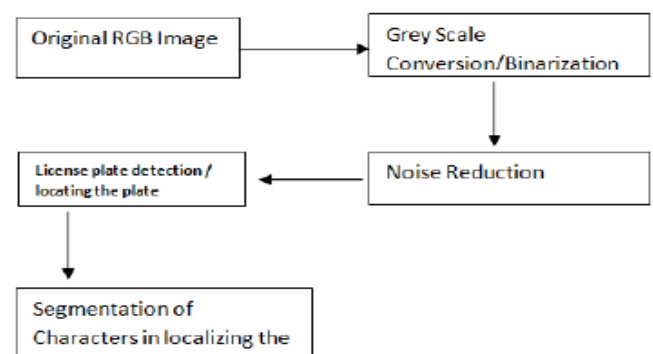 Original RGB Image
Grey Scale
Conversion/Binarization
Noise Reduction
License plate detection /
locating the plate
Segmentation of
Characters in localizing the